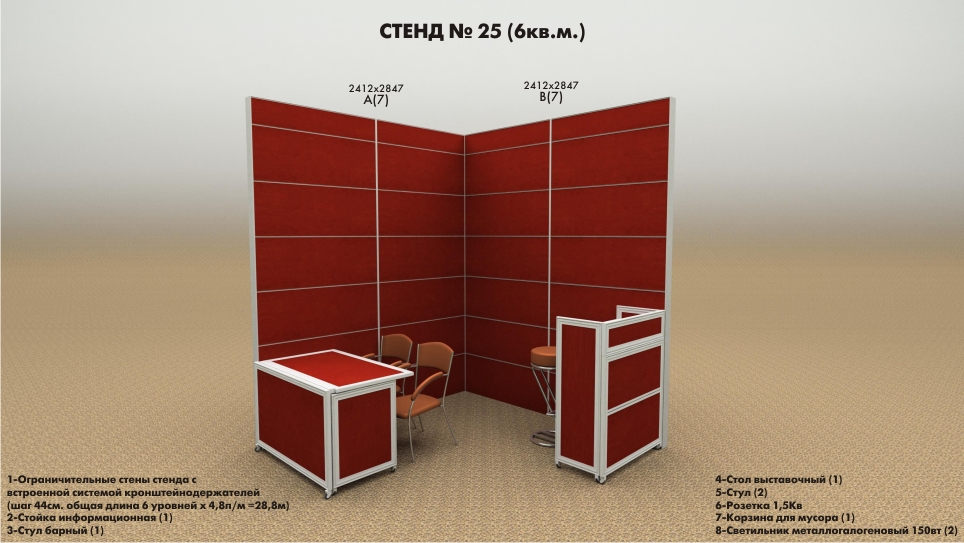 СТЕНД № 25 (6кв.м.)
2412х2847
А(7)
2412х2847
В(7)
1-Ограничительные стены стенда с
встроенной системой кронштейнодержателей
(шаг 44см. общая длина 6 уровней х 4,8п/м =28,8м)
2-Стойка информационная (1)
3-Стул барный (1)
4-Стол выставочный (1)
5-Стул (2)
6-Розетка 1,5Кв
7-Корзина для мусора (1)
8-Светильник металлогалогеновый 150вт (2)